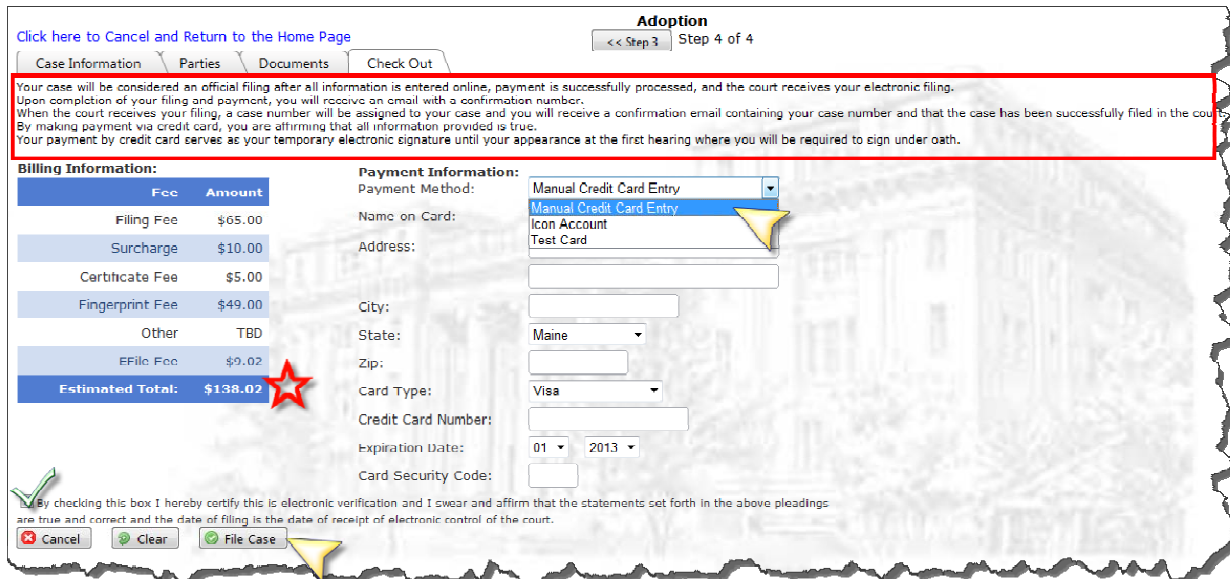 Adoption
Click here to Cancel and Return to the Home Page
<< Step 3 Step 4 of 4
Case Information Parties Documents Check Out
Your case will be considered an official filing after all information is entered online, payment is successfully processed, and the court receives your electronic filing.
Upon completion of your filing and payment, you will receive an email with a confirmation number.
When the court receives your filing, a case number will be assigned to your case and you will receive a confirmation email containing your case number and that the case has been successfully filed in the court.
By making payment via credit card, you are affirming that all information provided is true.
Your payment by credit card serves as your temporary electronic signature until your appearance at the first hearing where you will be required to sign under oath.
Billing Information:
Fee Amount
Filing Fee $65.00
Surcharge $10.00
Certificate Fee $5.00
Fingerprint Fee $49.00
Other TBD
EFile Fee $9.02
Estimated Total: $138.02
Payment Information:
Payment Method: Manual Credit Card Entry
Manual Credit Card Entry
Icon Account
Test Card
Name on Card:
Address:
City:
State: Maine
Zip:
Card Type: Visa
Credit Card Number:
Expiration Date: 01 2013
Card Security Code:
By checking this box I hereby certify this is electronic verification and I swear and affirm that the statements set forth in the above pleadings
are true and correct and the date of filing is the date of receipt of electronic control of the court.
Cancel Clear File Case